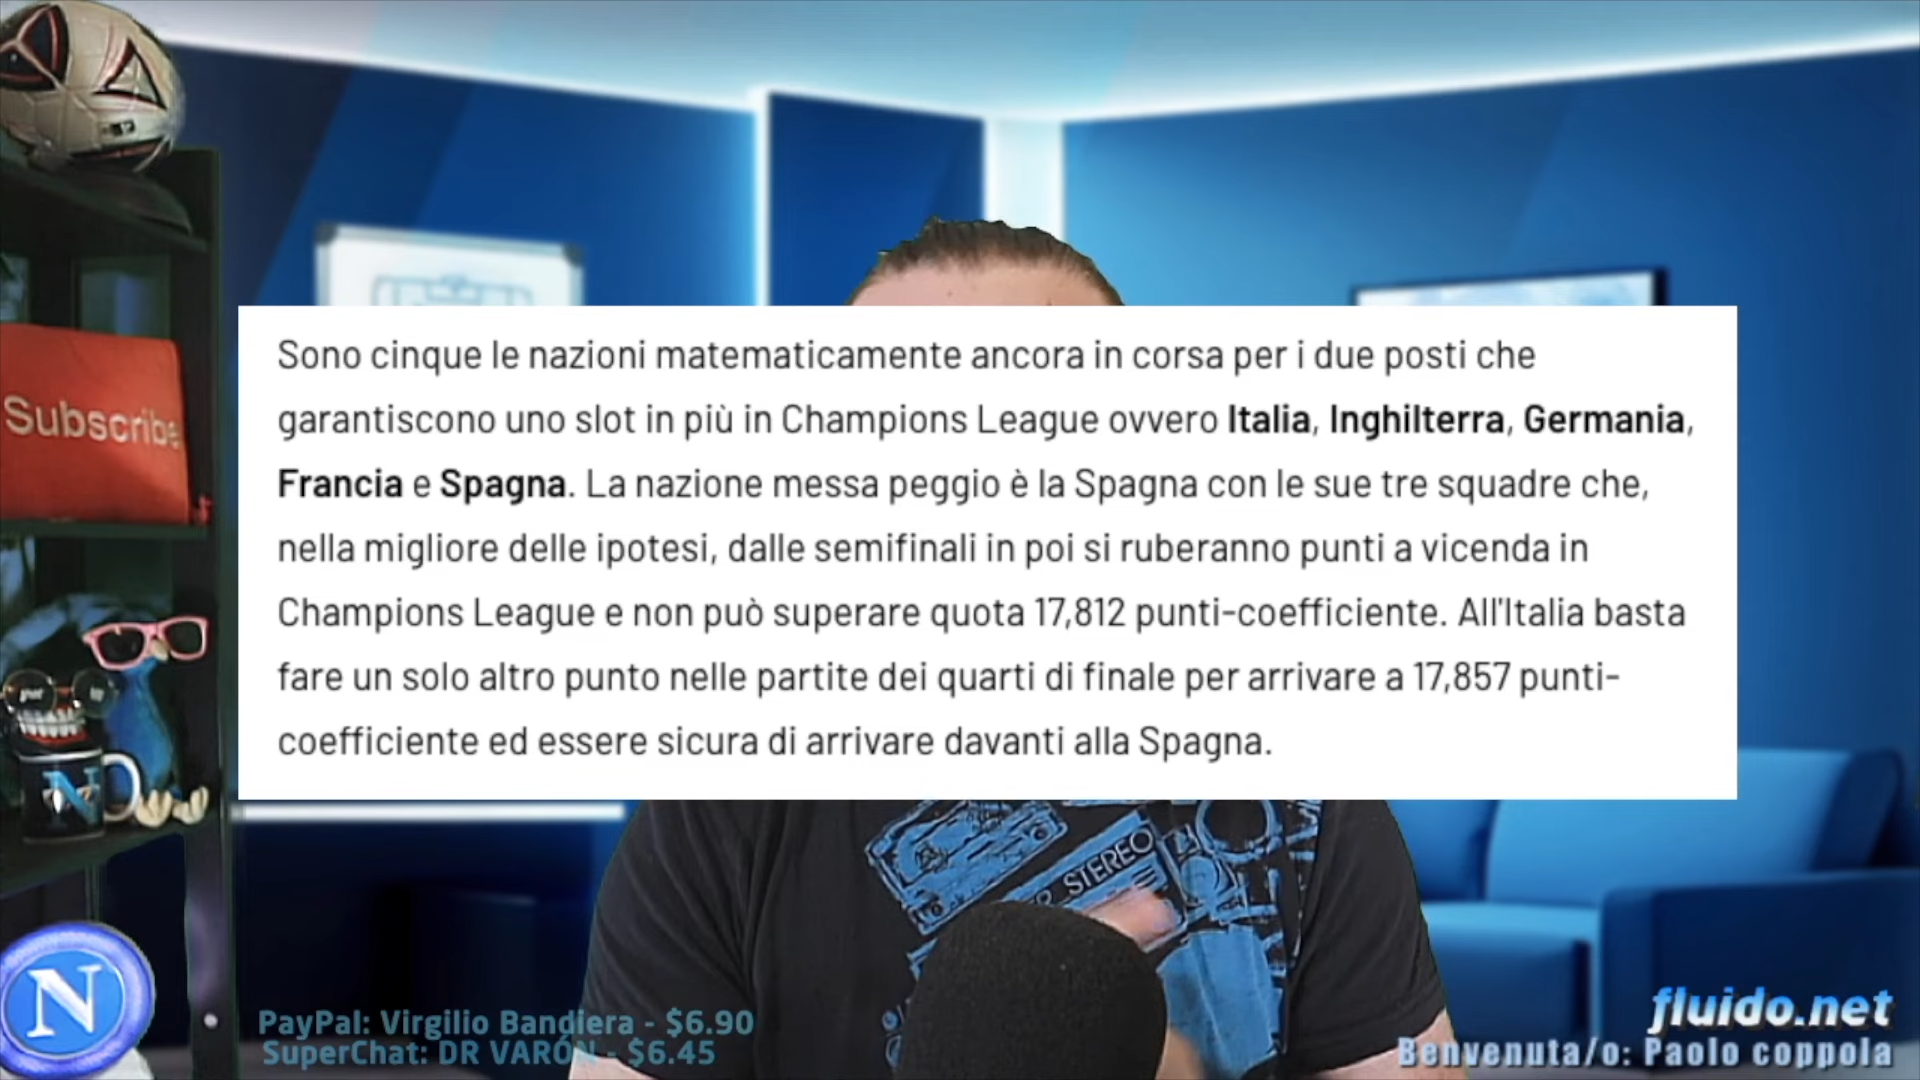 Subscribe
Sono cinque le nazioni matematicamente ancora in corsa per i due posti che
garantiscono uno slot in più in Champions League ovvero Italia, Inghilterra, Germania,
Francia e Spagna. La nazione messa peggio è la Spagna con le sue tre squadre che,
nella migliore delle ipotesi, dalle semifinali in poi si ruberanno punti a vicenda in
Champions League e non può superare quota 17,812 punti-coefficiente. All'Italia basta
fare un solo altro punto nelle partite dei quarti di finale per arrivare a 17,857 punti-
coefficiente ed essere sicura di arrivare davanti alla Spagna.
N
STEREO
N
PayPal: Virgilio Bandiera - $6.90
SuperChat: DR VARÓN - $6.45
fluido.net
Benvenuta/o: Paolo coppola